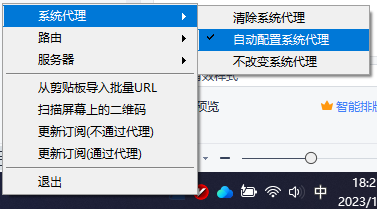 系统代理
路由
服务器
从剪贴板导入批量URL
扫描屏幕上的二维码
更新订阅(不通过代理)
更新订阅(通过代理)
退出
清除系统代理
自动配置系统代理
不改变系统代理
效样式
预览
智能排版
中
18:2
2023/1